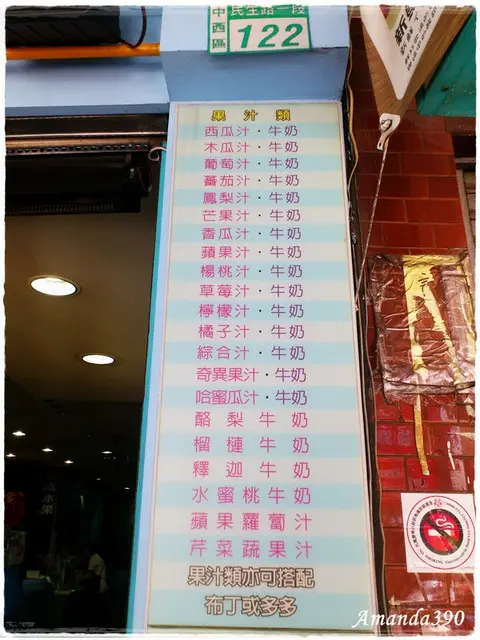 中西區
民生路一段
122
果汁類
西瓜汁・牛奶
木瓜汁・牛奶
葡萄汁・牛奶
蕃茄汁・牛奶
鳳梨汁・牛奶
芒果汁・牛奶
香瓜汁・牛奶
蘋果汁・牛奶
楊桃汁・牛奶
草莓汁・牛奶
檸檬汁・牛奶
橘子汁・牛奶
綜合汁・牛奶
奇異果汁・牛奶
哈蜜瓜汁・牛奶
酪梨牛奶
榴槤牛奶
釋迦牛奶
水蜜桃牛奶
蘋果蘿蔔汁
芹菜蔬果汁
果汁類亦可搭配
布丁或多多
Amanda390